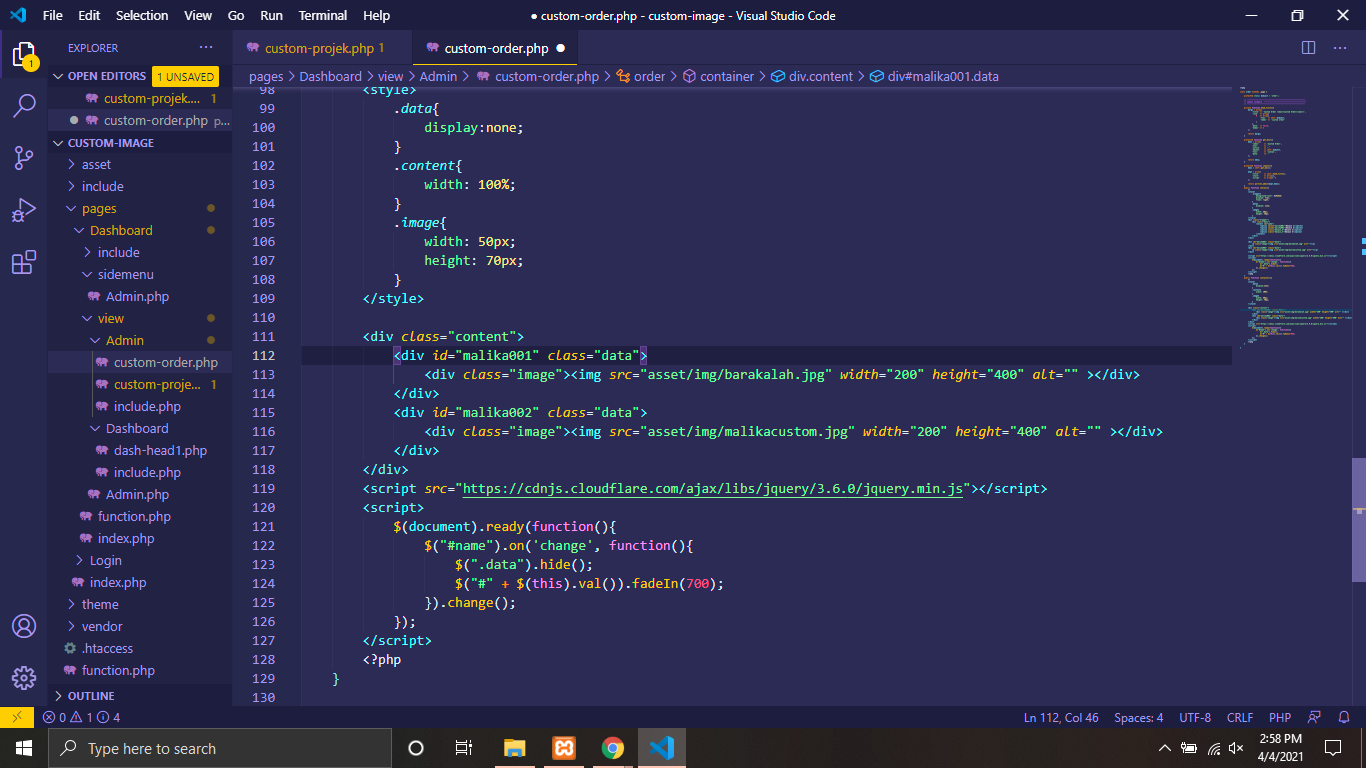 File Edit Selection View Go Run Terminal Help
● custom-order.php - custom-image - Visual Studio Code
EXPLORER
OPEN EDITORS 1 UNSAVED
custom-projek.... 1
custom-order.php p...
CUSTOM-IMAGE
asset
include
pages
Dashboard
include
sidemenu
Admin.php
view
Admin
custom-order.php
custom-proje... 1
include.php
Dashboard
dash-head1.php
include.php
Admin.php
function.php
index.php
Login
index.php
theme
vendor
.htaccess
function.php
OUTLINE
1
custom-projek.php 1
custom-order.php ●
pages > Dashboard > view > Admin > custom-order.php > order > container > div.content > div#malika001.data
98 <style>
99 .data{
100 display:none;
101 }
102 .content{
103 width: 100%;
104 }
105 .image{
106 width: 50px;
107 height: 70px;
108 }
109 </style>
110
111 <div class="content">
112 <div id="malika001" class="data">
113 <div class="image"><img src="asset/img/barakalah.jpg" width="200" height="400" alt="" ></div>
114 </div>
115 <div id="malika002" class="data">
116 <div class="image"><img src="asset/img/malikacustom.jpg" width="200" height="400" alt="" ></div>
117 </div>
118 </div>
119 <script src="https://cdnjs.cloudflare.com/ajax/libs/jquery/3.6.0/jquery.min.js"></script>
120 <script>
121 $(document).ready(function(){
122 $("#name").on('change', function(){
123 $(".data").hide();
124 $("#" + $(this).val()).fadeIn(700);
125 }).change();
126 });
127 </script>
128 <?php
129 }
130
0 1 4
Ln 112, Col 46 Spaces: 4 UTF-8 CRLF PHP
Type here to search
2:58 PM
4/4/2021